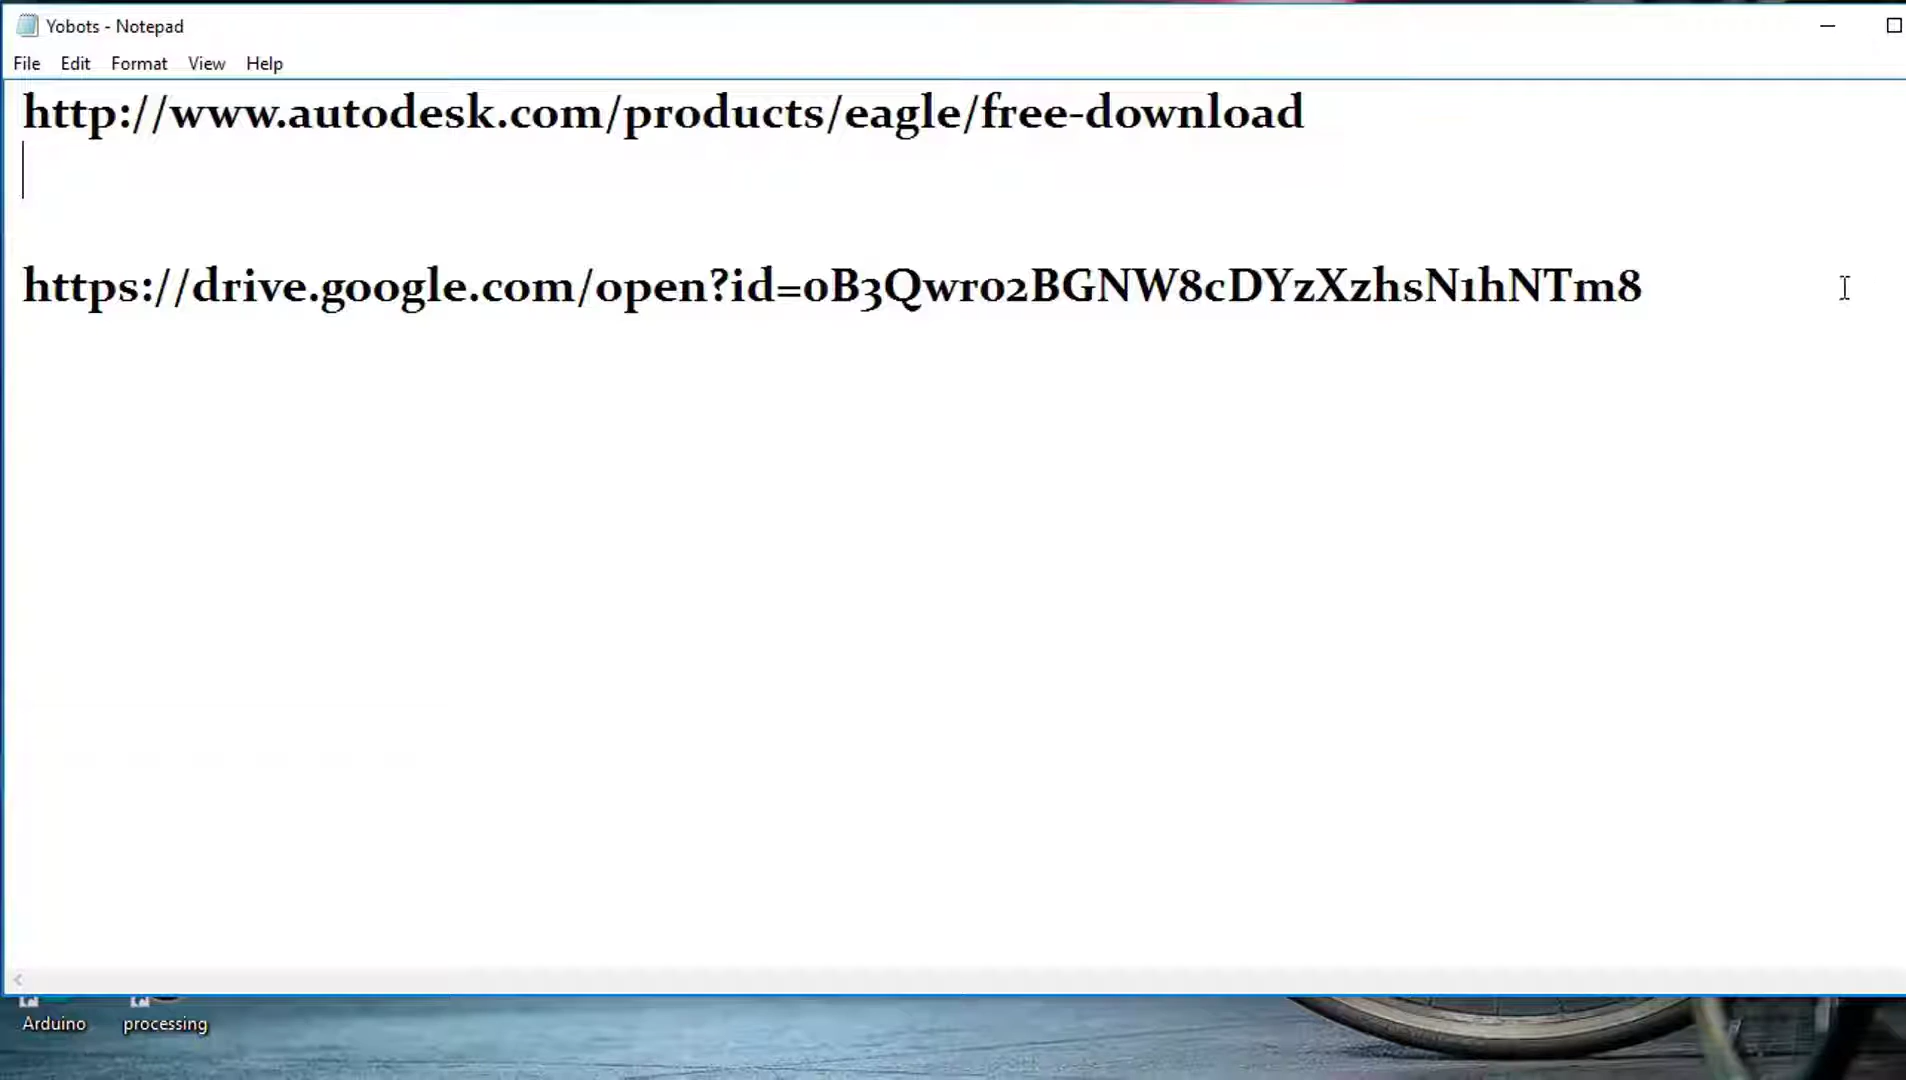 Yobots - Notepad
File Edit Format View Help
http://www.autodesk.com/products/eagle/free-download
https://drive.google.com/open?id=0B3Qwr02BGNW8cDYzXzhsN1hNTm8
Arduino processing